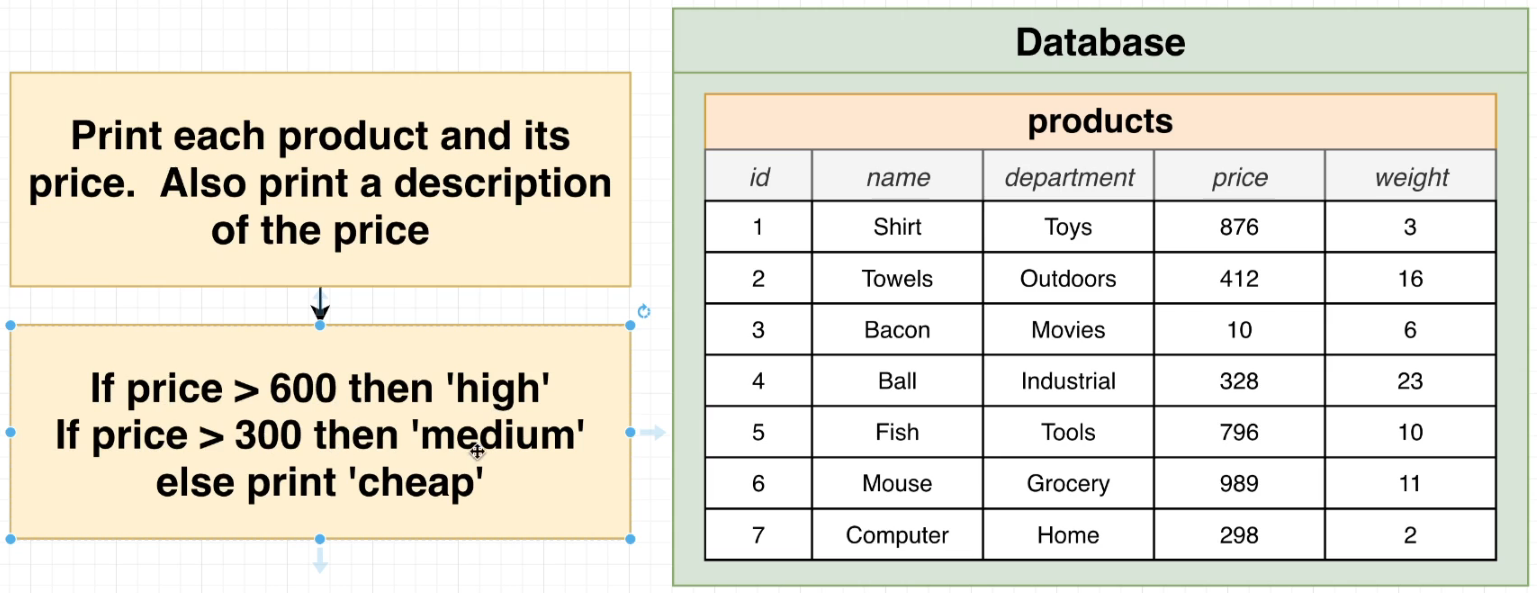 Print each product and its
price.  Also print a description
of the price
If price > 600 then 'high'
If price > 300 then 'medium'
else print 'cheap'
Database
products
id name department price weight
1 Shirt Toys 876 3
2 Towels Outdoors 412 16
3 Bacon Movies 10 6
4 Ball Industrial 328 23
5 Fish Tools 796 10
6 Mouse Grocery 989 11
7 Computer Home 298 2